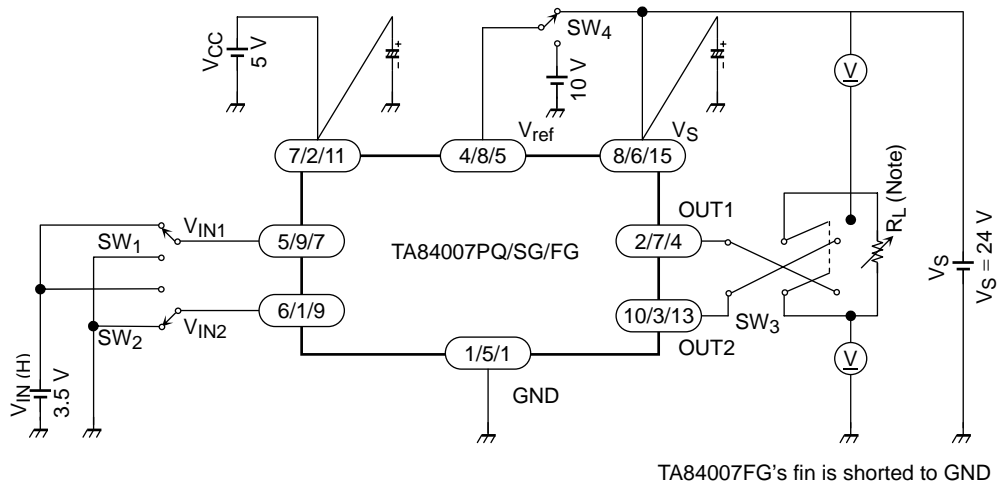 SW4
VCC
5 V
10 V
V
Vref
VS
7/2/11
4/8/5
8/6/15
RL (Note)
OUT1
VIN1
SW1
5/9/7
TA84007PQ/SG/FG
2/7/4
VS
VS = 24 V
6/1/9
10/3/13
SW3
SW2
VIN2
OUT2
1/5/1
V
VIN (H)
3.5 V
GND
TA84007FG's fin is shorted to GND